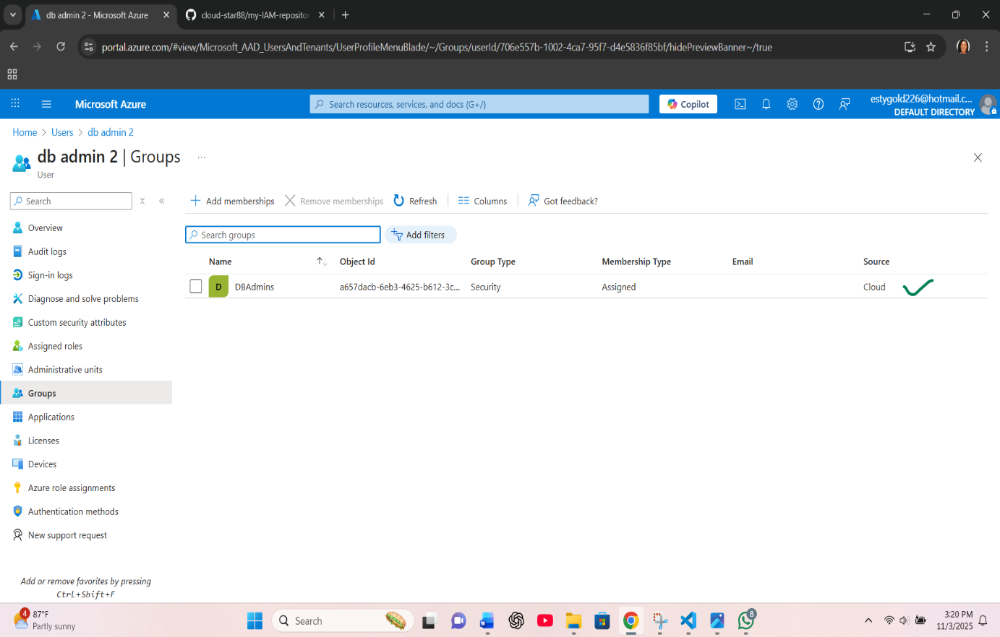 db admin 2 - Microsoft Azure
cloud-star88/my-IAM-repositor
portal.azure.com/#view/Microsoft_AAD_UsersAndTenants/UserProfileMenuBlade/~/Groups/userId/706e557b-1002-4ca7-95f7-d4e5836f85bf/hidePreviewBanner~/true
Microsoft Azure
Search resources, services, and docs (G+/)
Copilot
estygold226@hotmail.c...
DEFAULT DIRECTORY
Home > Users > db admin 2
db admin 2 | Groups ...
User
Search
Add memberships
Remove memberships
Refresh
Columns
Got feedback?
Overview
Audit logs
Sign-in logs
Diagnose and solve problems
Custom security attributes
Assigned roles
Administrative units
Groups
Applications
Licenses
Devices
Azure role assignments
Authentication methods
New support request
Add or remove favorites by pressing
Ctrl+Shift+F
Search groups
Add filters
Name Object Id Group Type Membership Type Email Source
D DBAdmins a657dacb-6eb3-4625-b612-3c... Security Assigned Cloud
4
87°F
Partly sunny
Search
8
3:20 PM
11/3/2025